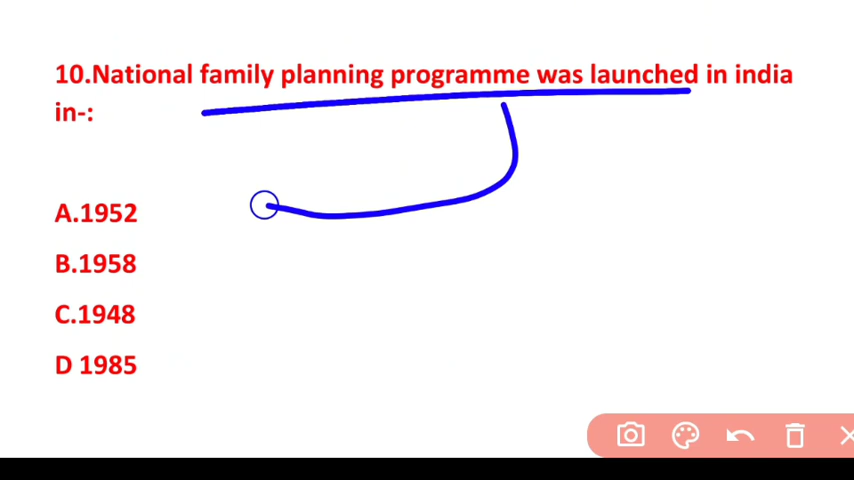 10.National family planning programme was launched in india
in-:
A.1952
B.1958
C.1948
D 1985